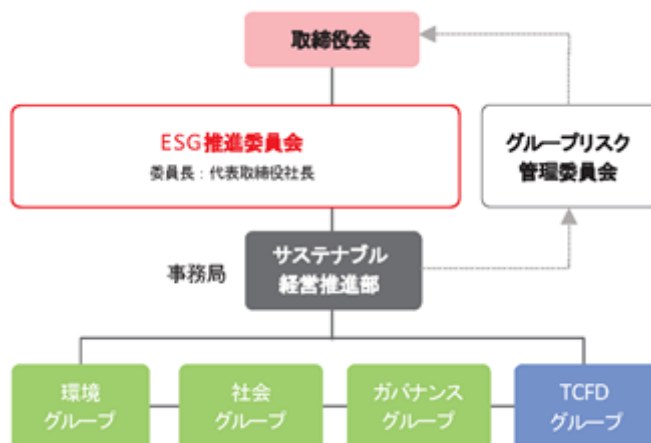 取締役会
ESG推進委員会
委員長：代表取締役社長
グループリスク
管理委員会
事務局
サステナブル
経営推進部
環境
グループ
社会
グループ
ガバナンス
グループ
TCFD
グループ